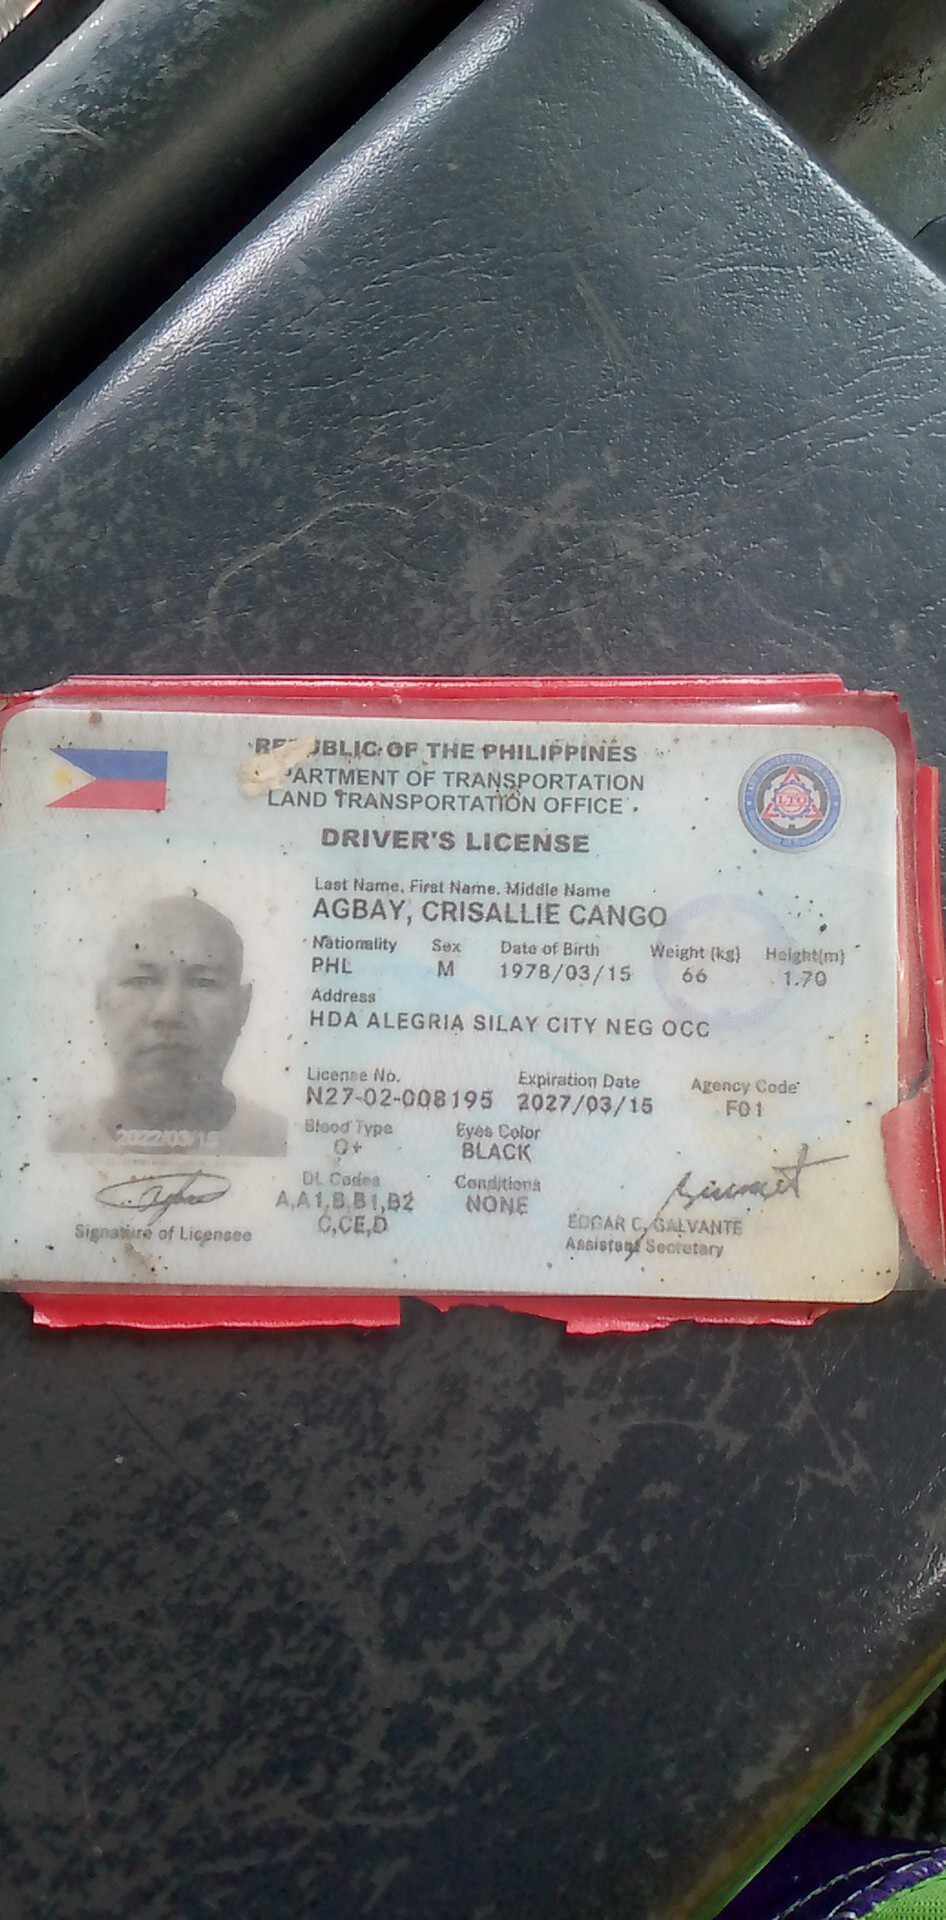 REPUBLIC OF THE PHILIPPINES
DEPARTMENT OF TRANSPORTATION
LAND TRANSPORTATION OFFICE
DRIVER'S LICENSE
Last Name, First Name, Middle Name
AGBAY, CRISALLIE CANGO
Nationality Sex Date of Birth Weight (kg) Height(m)
PHL M 1978/03/15 66 1.70
Address
HDA ALEGRIA SILAY CITY NEG OCC
License No. Expiration Date Agency Code
N27-02-008195 2027/03/15 F01
Blood Type Eyes Color
O+ BLACK
DL Codes Conditions
A,A1,B,B1,B2 NONE
C,CE,D
2022/03/15
Signature of Licensee
EDGAR C. GALVANTE
Assistant Secretary